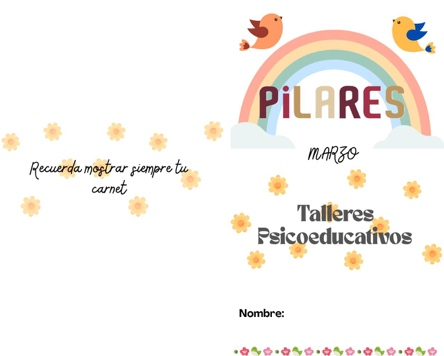 Recuerda mostrar siempre tu
carnet
PiLARES
MARZO
Talleres
Psicoeducativos
Nombre: